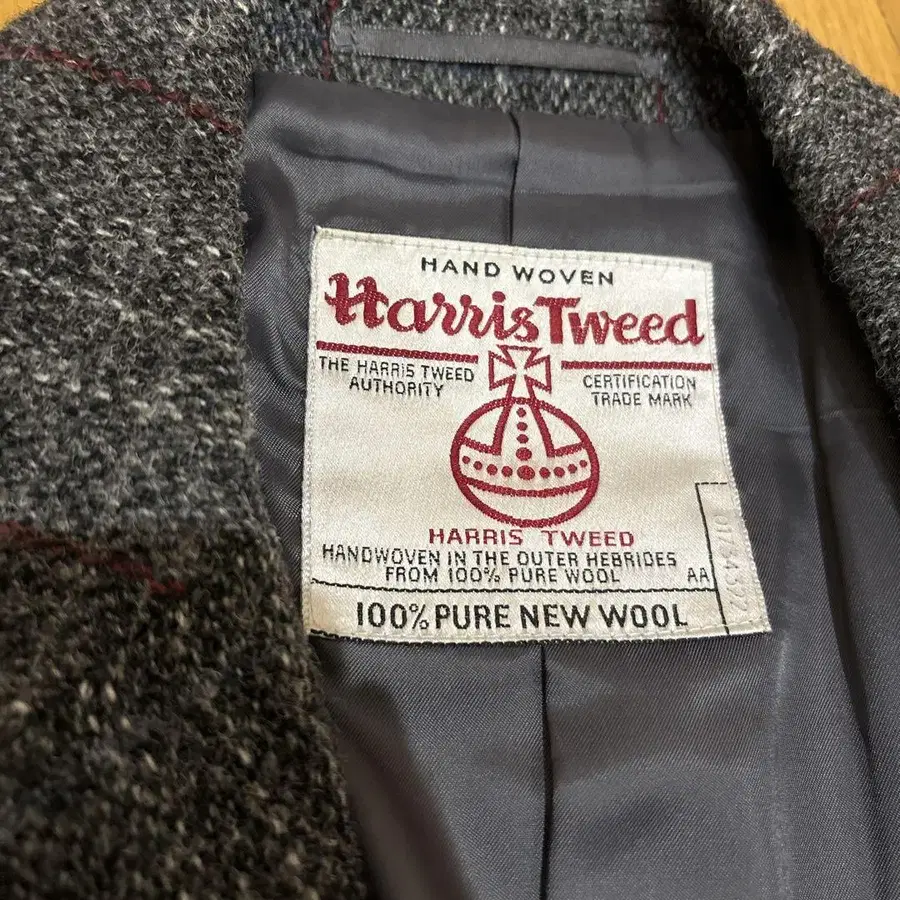 HAND WOVEN
Harris Tweed
THE HARRIS TWEED
AUTHORITY
CERTIFICATION
TRADE MARK
HARRIS TWEED
HANDWOVEN IN THE OUTER HEBRIDES
FROM 100% PURE WOOL
AA
100% PURE NEW WOOL